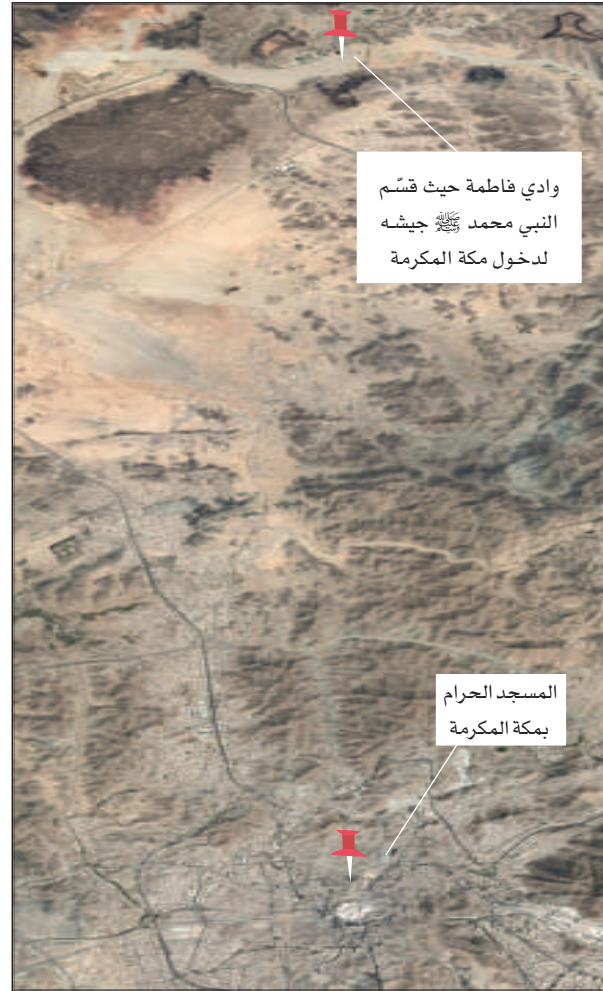 وادي فاطمة حيث قسّم
النبي محمد ﷺ جيشه
لدخول مكة المكرمة
المسجد الحرام
بمكة المكرمة